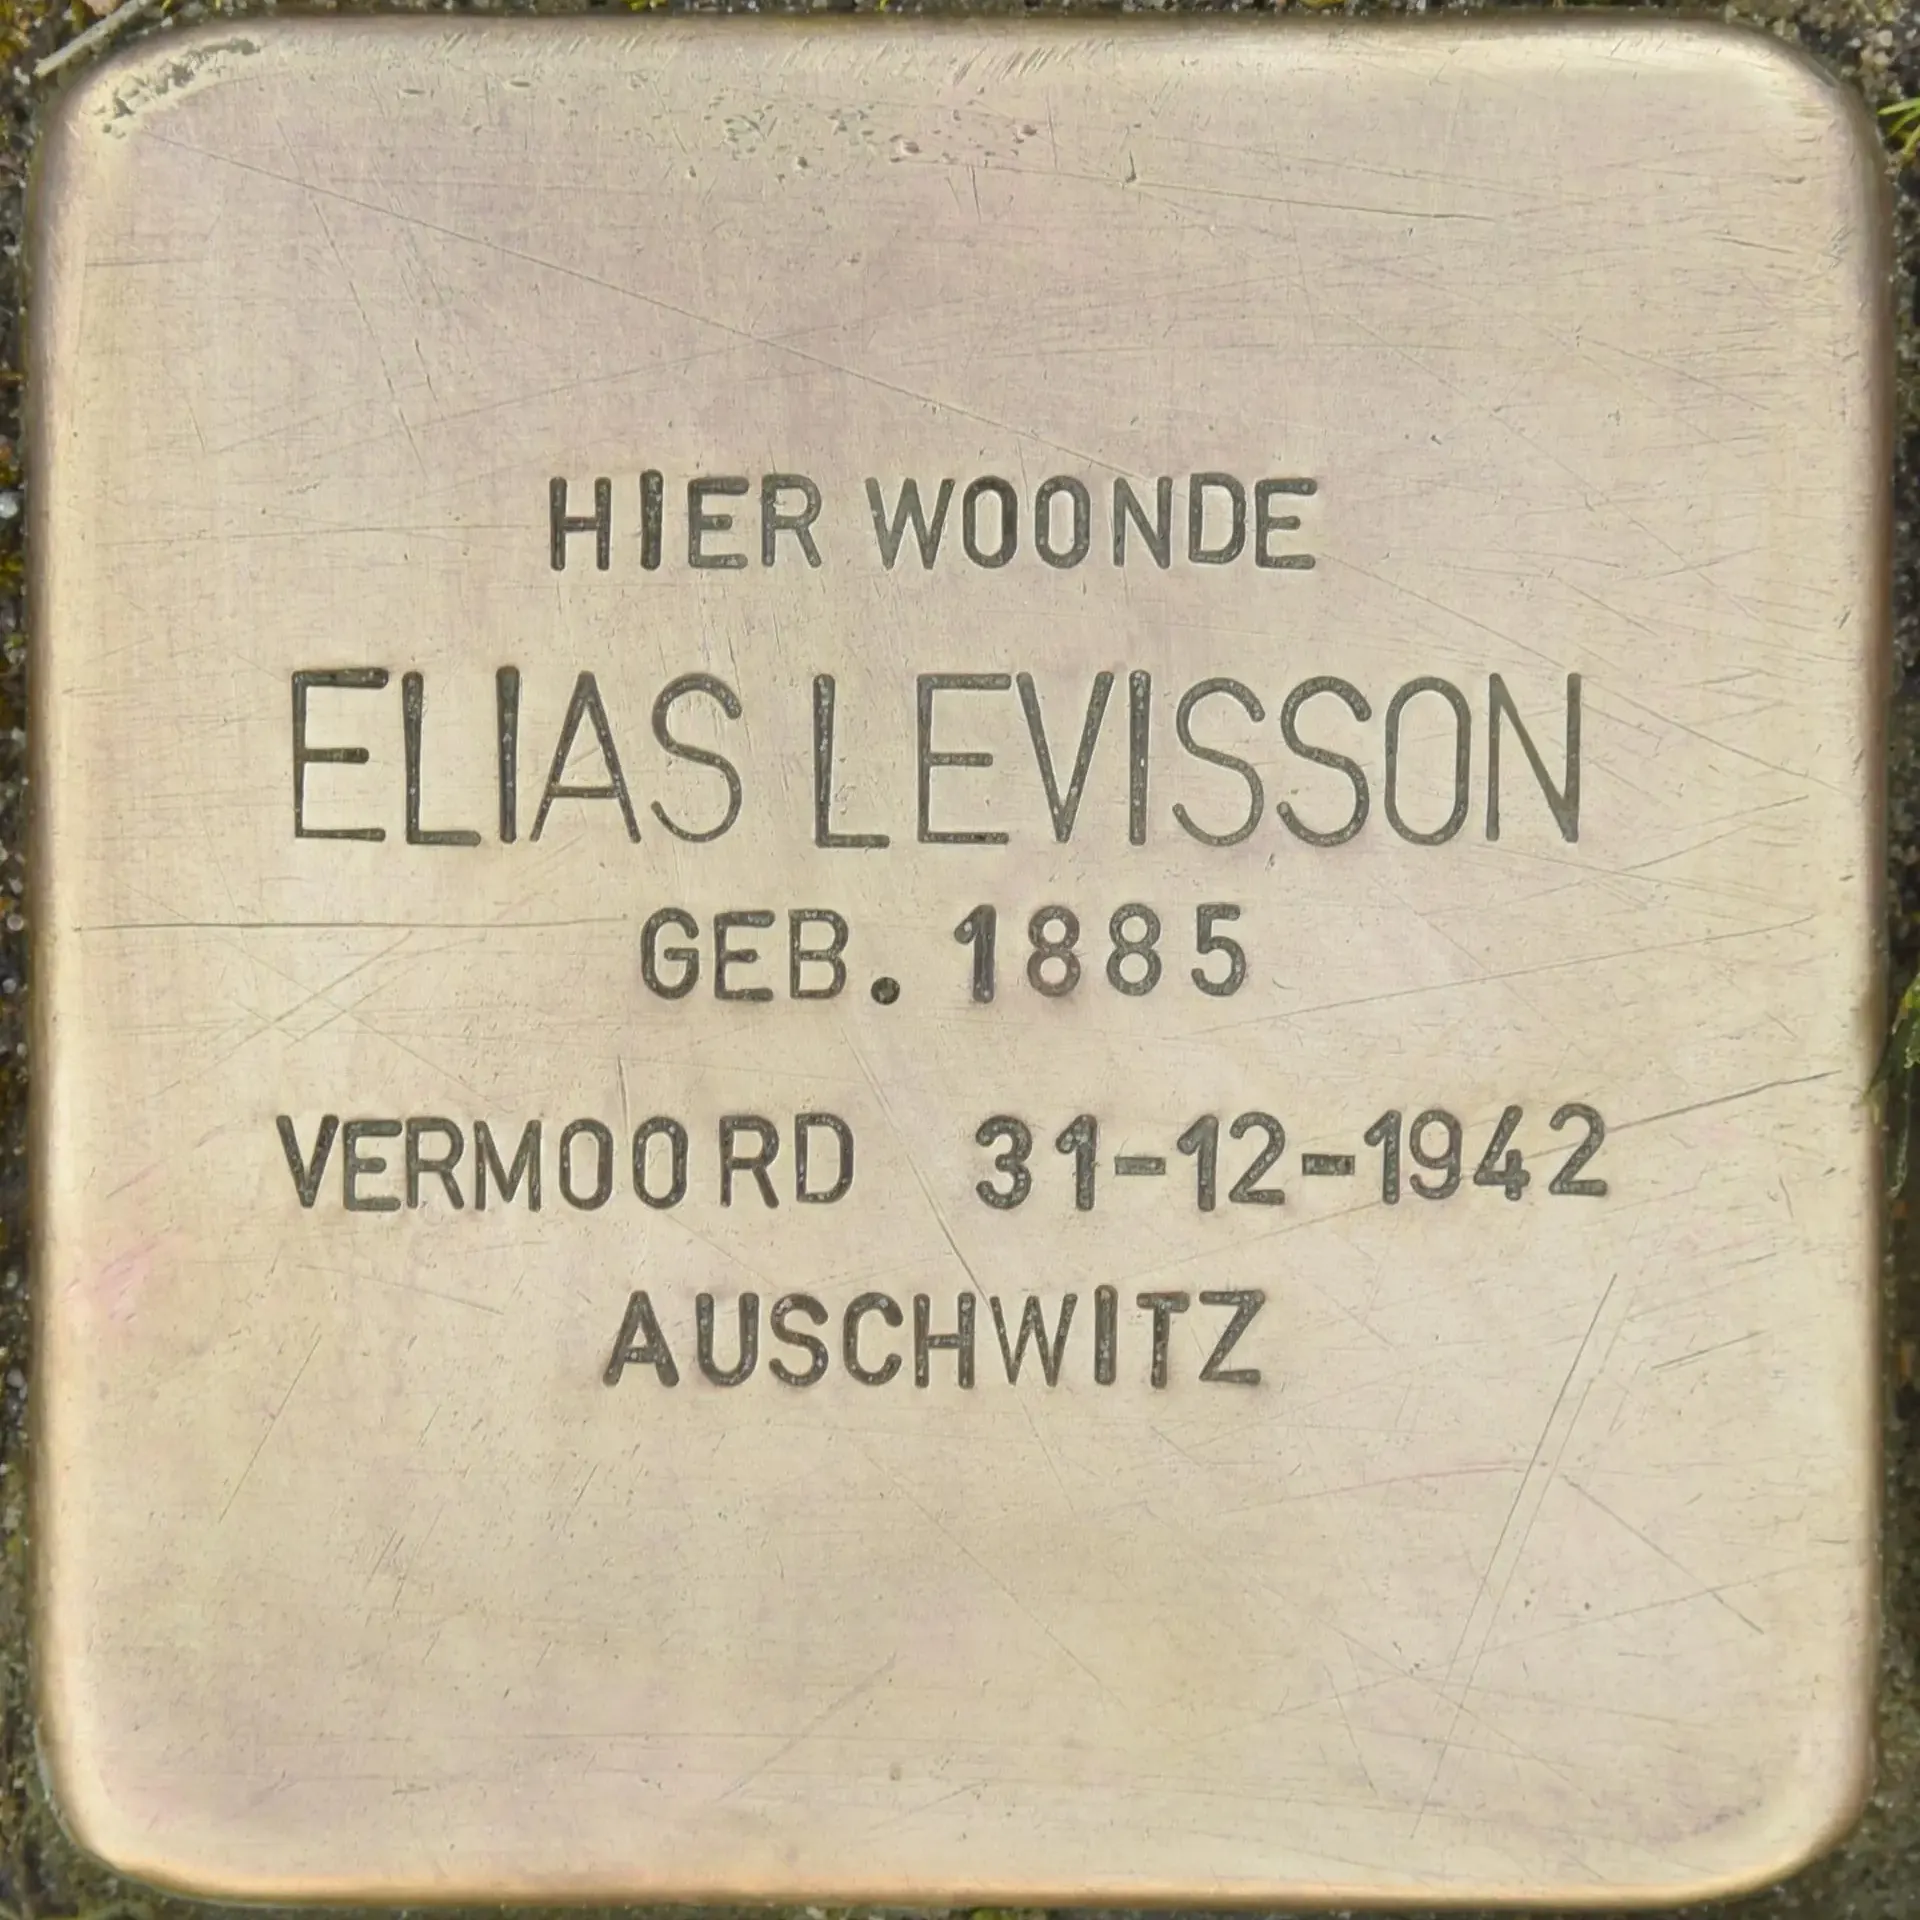 HIER WOONDE
ELIAS LEVISSON
GEB. 1885
VERMOORD 31-12-1942
AUSCHWITZ